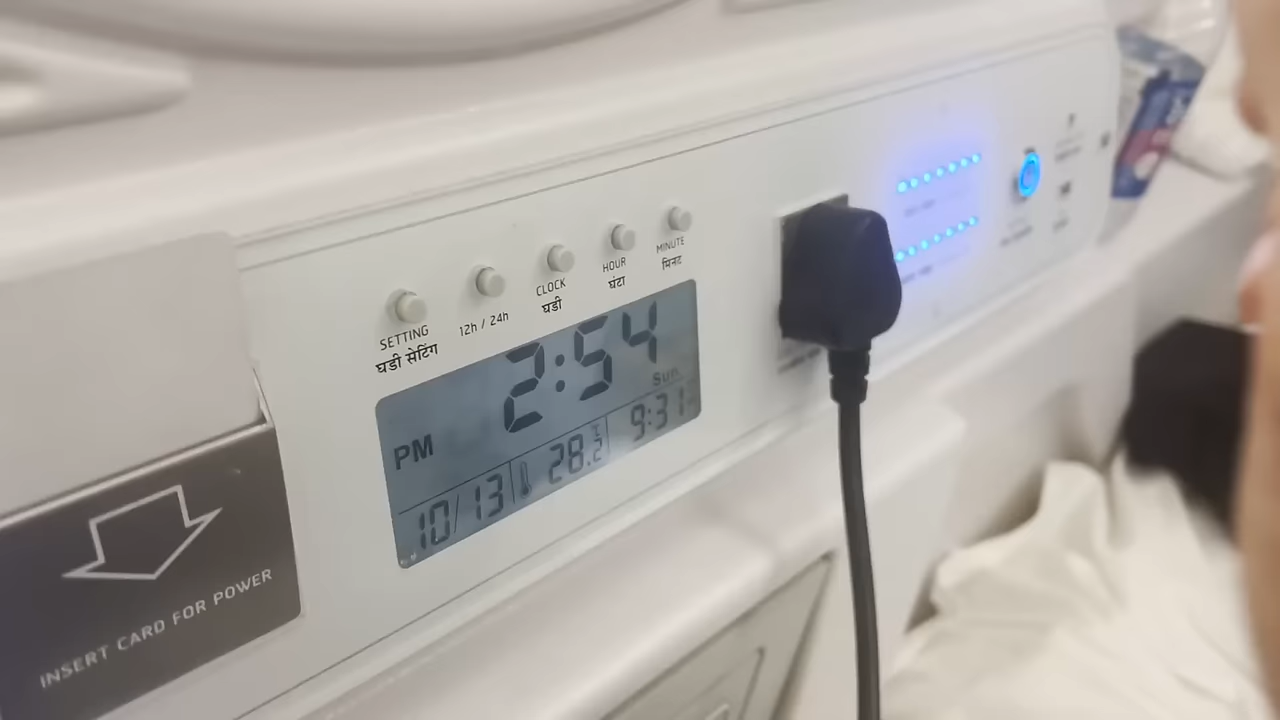 SETTING
घडी सेटिंग
12h / 24h
CLOCK
घडी
HOUR
घंटा
MINUTE
मिनट
2:54
PM
Sun
10/13
28.2
℃
9:31
INSERT CARD FOR POWER